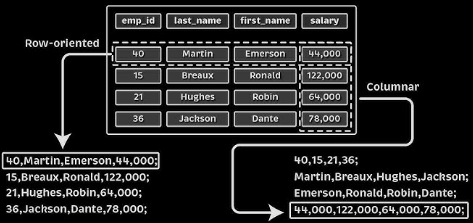 emp_id last_name first_name salary
Row-oriented
40 Martin Emerson 44,000
15 Breaux Ronald 122,000
Columnar
21 Hughes Robin 64,000
36 Jackson Dante 78,000
40,Martin,Emerson,44,000;
15,Breaux,Ronald,122,000;
21,Hughes,Robin,64,000;
36,Jackson,Dante,78,000;
40,15,21,36;
Martin,Breaux,Hughes,Jackson;
Emerson,Ronald,Robin,Dante;
44,000,122,000,64,000,78,000;